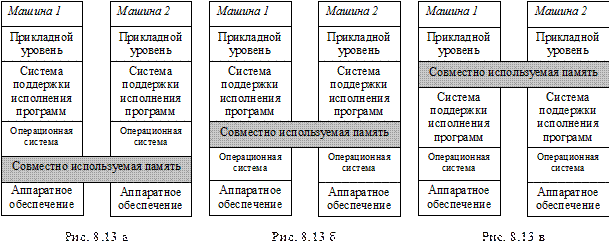 Машина 1
Прикладной
уровень
Система
поддержки
исполнения
программ
Операционная
система
Совместно используемая память
Аппаратное
обеспечение
Машина 2
Прикладной
уровень
Система
поддержки
исполнения
программ
Операционная
система
Аппаратное
обеспечение
Рис. 8.13 а
Машина 1
Прикладной
уровень
Система
поддержки
исполнения
программ
Совместно используемая память
Операционная
система
Аппаратное
обеспечение
Машина 2
Прикладной
уровень
Система
поддержки
исполнения
программ
Операционная
система
Аппаратное
обеспечение
Рис. 8.13 б
Машина 1
Прикладной
уровень
Совместно используемая память
Система
поддержки
исполнения
программ
Операционная
система
Аппаратное
обеспечение
Машина 2
Прикладной
уровень
Система
поддержки
исполнения
программ
Операционная
система
Аппаратное
обеспечение
Рис. 8.13 в